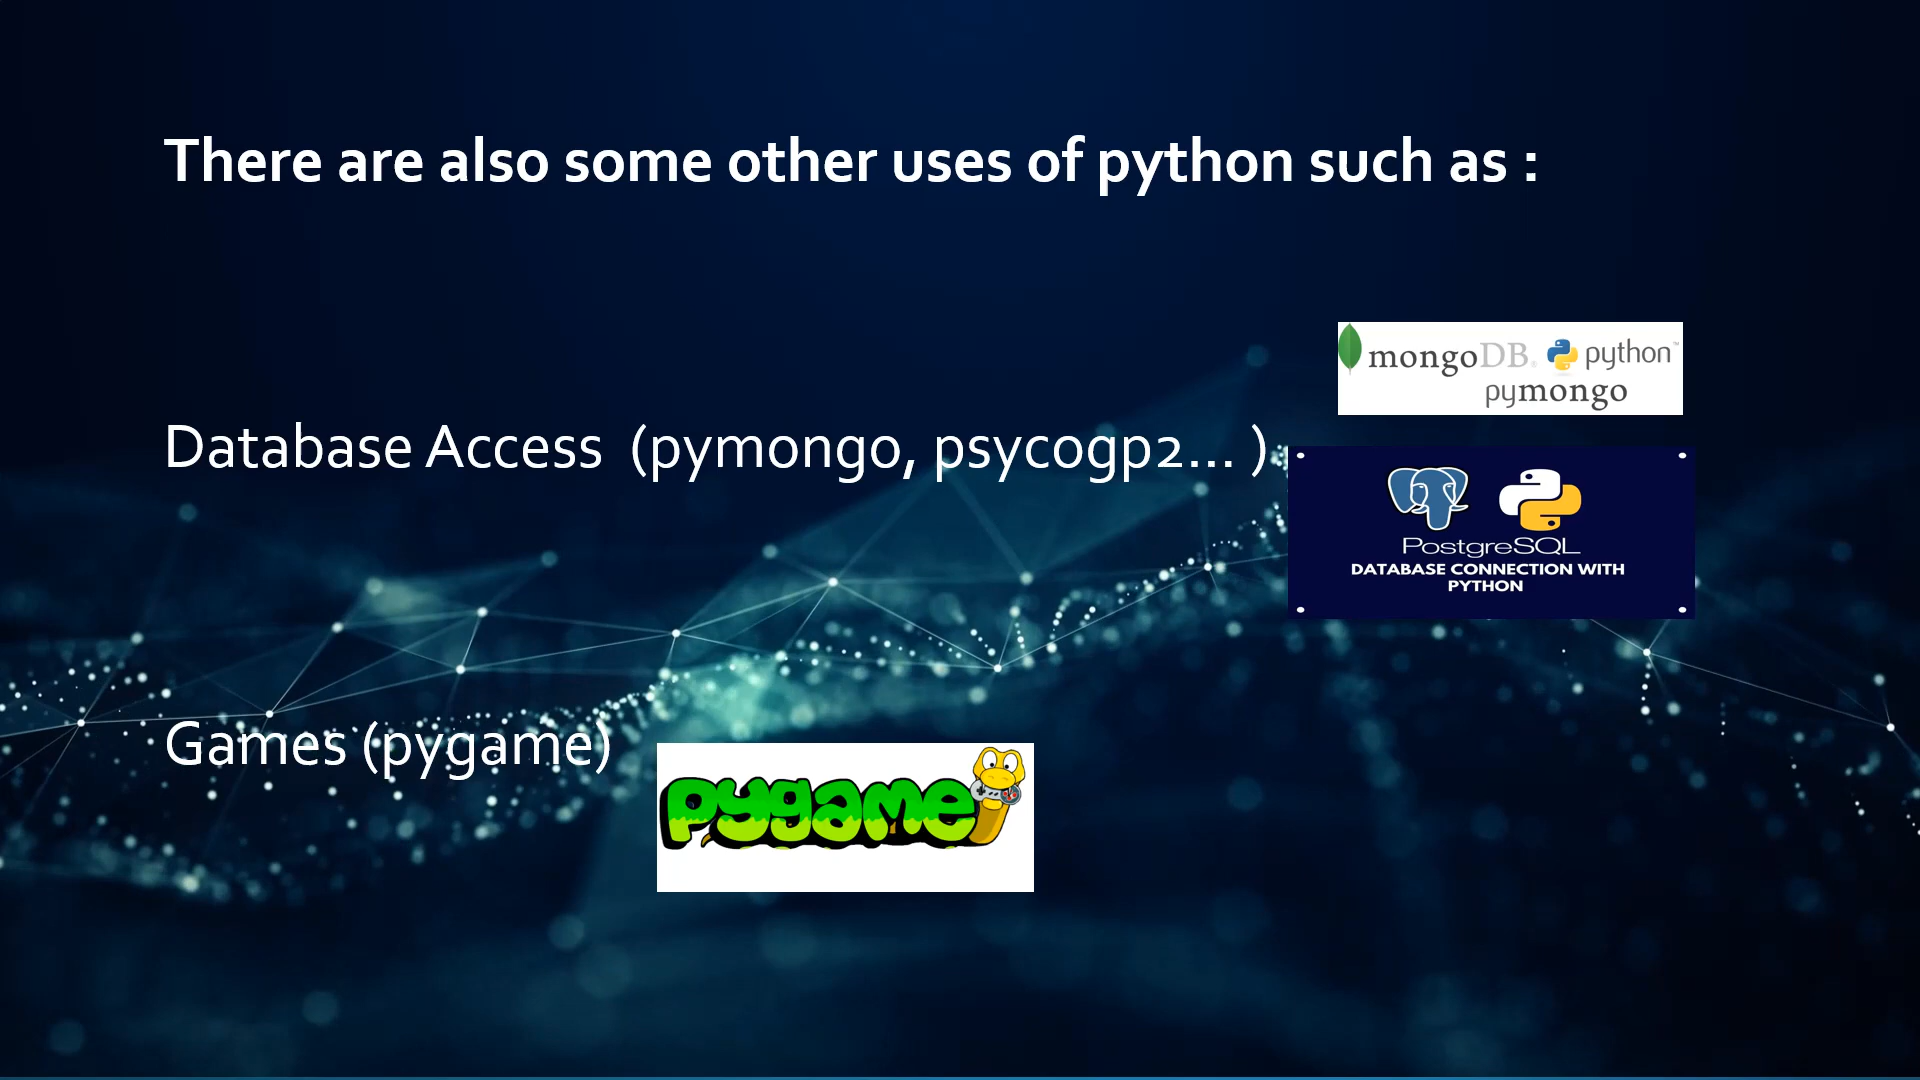 There are also some other uses of python such as :
mongoDB® python™
pymongo
Database Access (pymongo, psycogp2... )
PostgreSQL
DATABASE CONNECTION WITH
PYTHON
Games (pygame)
pygame